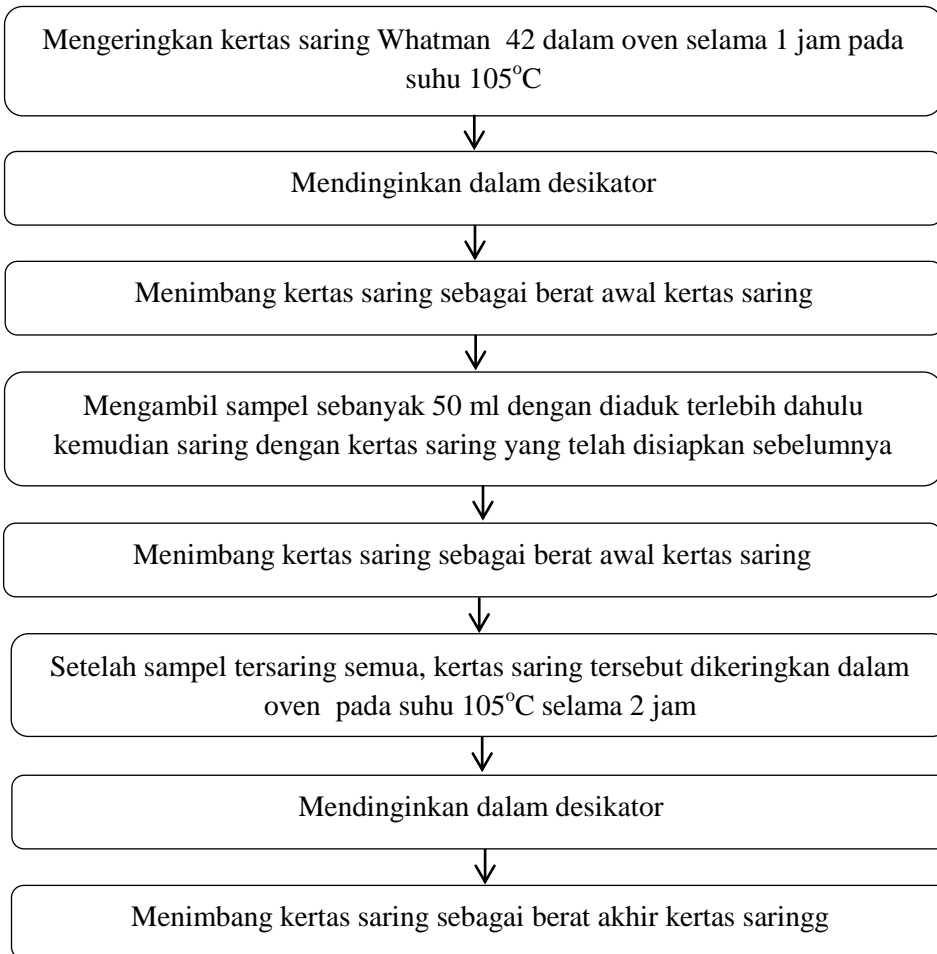 Mengeringkan kertas saring Whatman  42 dalam oven selama 1 jam pada
suhu 105°C
Mendinginkan dalam desikator
Menimbang kertas saring sebagai berat awal kertas saring
Mengambil sampel sebanyak 50 ml dengan diaduk terlebih dahulu
kemudian saring dengan kertas saring yang telah disiapkan sebelumnya
Menimbang kertas saring sebagai berat awal kertas saring
Setelah sampel tersaring semua, kertas saring tersebut dikeringkan dalam
oven  pada suhu 105°C selama 2 jam
Mendinginkan dalam desikator
Menimbang kertas saring sebagai berat akhir kertas saringg